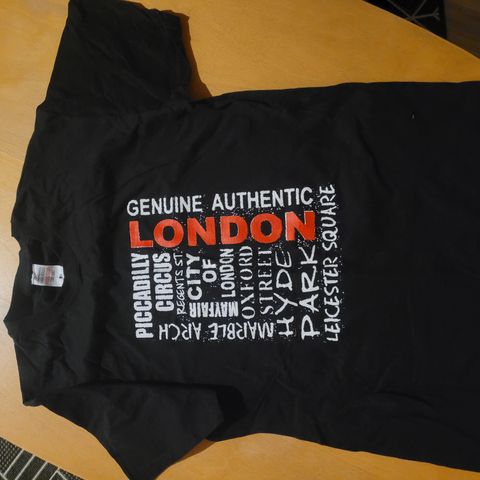 GENUINE AUTHENTIC
LONDON
PICCADILLY
CIRCUS
REGENTS ST.
CITY
OF
LONDON
MAYFAIR
OXFORD
STREET
MARBLE ARCH
HYDE
PARK
LEICESTER SQUARE